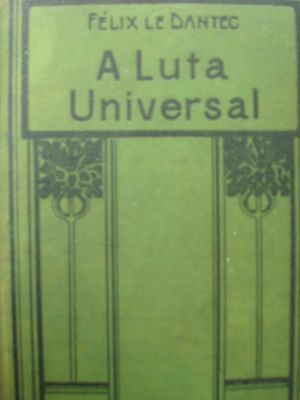 FÉLIX LE DANTEC
A Luta
Universal